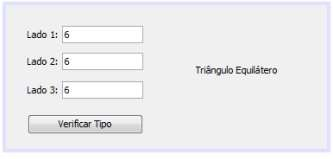 Lado 1: 6
Lado 2: 6
Triângulo Equilátero
Lado 3: 6
Verificar Tipo